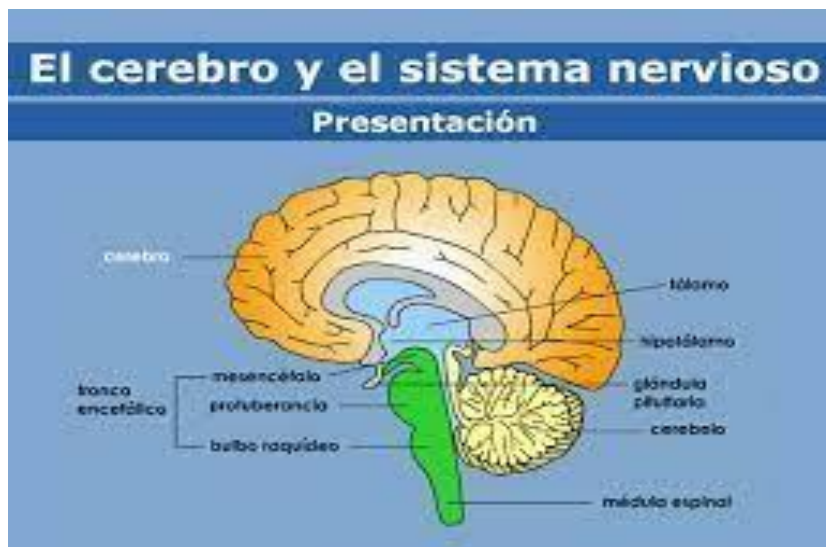 El cerebro y el sistema nervioso
Presentación
cerebro
tálamo
hipotálamo
mesencéfalo
glándula
pituitaria
tronco
encefálico
protuberancia
cerebelo
bulbo raquídeo
médula espinal